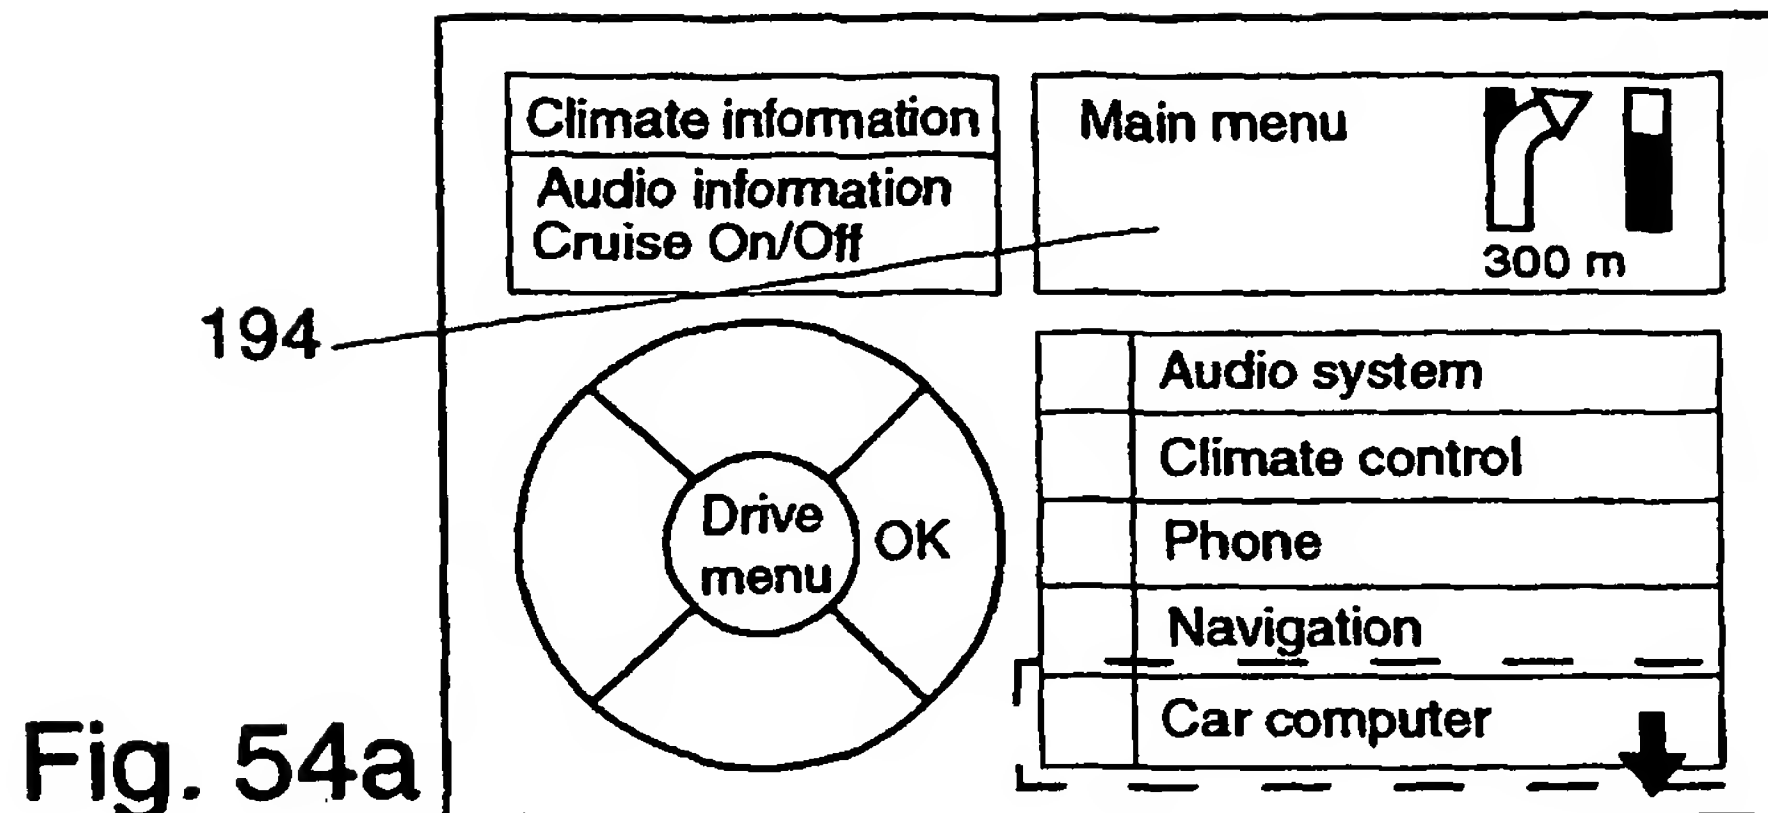 Climate information
Audio information
Cruise On/Off
Main menu
300 m
194
Drive
menu
OK
Audio system
Climate control
Phone
Navigation
Car computer
Fig. 54a